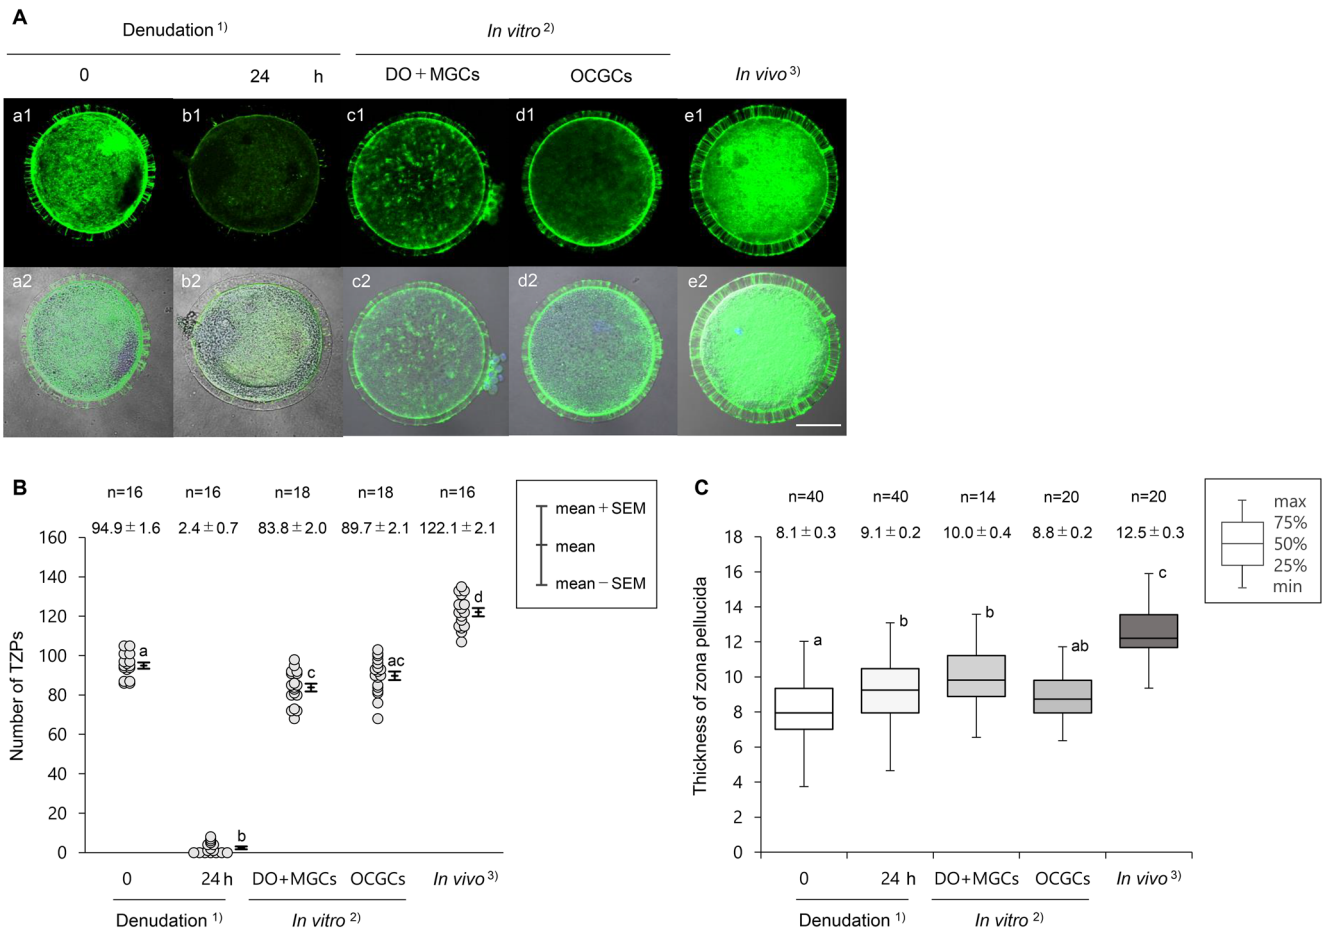 A
Denudation 1)
In vitro 2)
0 24 h DO+MGCs OCGCs In vivo 3)
a1 b1 c1 d1 e1
a2 b2 c2 d2 e2
B
n=16 n=16 n=18 n=18 n=16
94.9±1.6 2.4±0.7 83.8±2.0 89.7±2.1 122.1±2.1
mean+SEM
mean
mean−SEM
Number of TZPs
160
140
120
100
80
60
40
20
0
a b c ac d
0 24 h DO+MGCs OCGCs In vivo 3)
Denudation 1) In vitro 2)
C
n=40 n=40 n=14 n=20 n=20
8.1±0.3 9.1±0.2 10.0±0.4 8.8±0.2 12.5±0.3
max
75%
50%
25%
min
Thickness of zona pellucida
18
16
14
12
10
8
6
4
2
0
a b b ab c
0 24 h DO+MGCs OCGCs In vivo 3)
Denudation 1) In vitro 2)